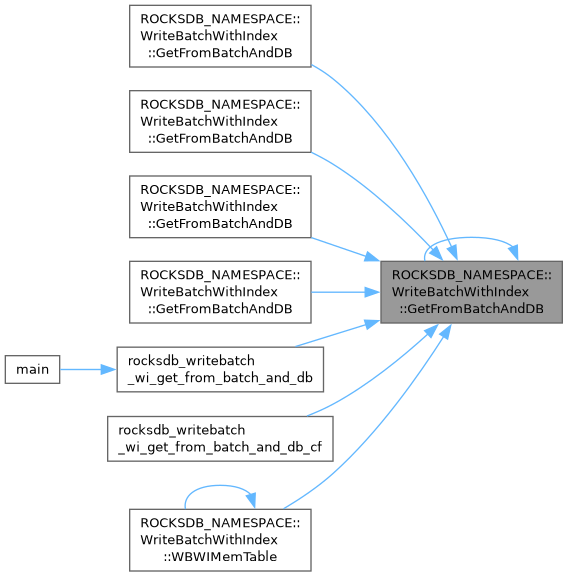 ROCKSDB_NAMESPACE::
WriteBatchWithIndex
::GetFromBatchAndDB
ROCKSDB_NAMESPACE::
WriteBatchWithIndex
::GetFromBatchAndDB
ROCKSDB_NAMESPACE::
WriteBatchWithIndex
::GetFromBatchAndDB
ROCKSDB_NAMESPACE::
WriteBatchWithIndex
::GetFromBatchAndDB
ROCKSDB_NAMESPACE::
WriteBatchWithIndex
::GetFromBatchAndDB
main
rocksdb_writebatch
_wi_get_from_batch_and_db
rocksdb_writebatch
_wi_get_from_batch_and_db_cf
ROCKSDB_NAMESPACE::
WriteBatchWithIndex
::WBWIMemTable